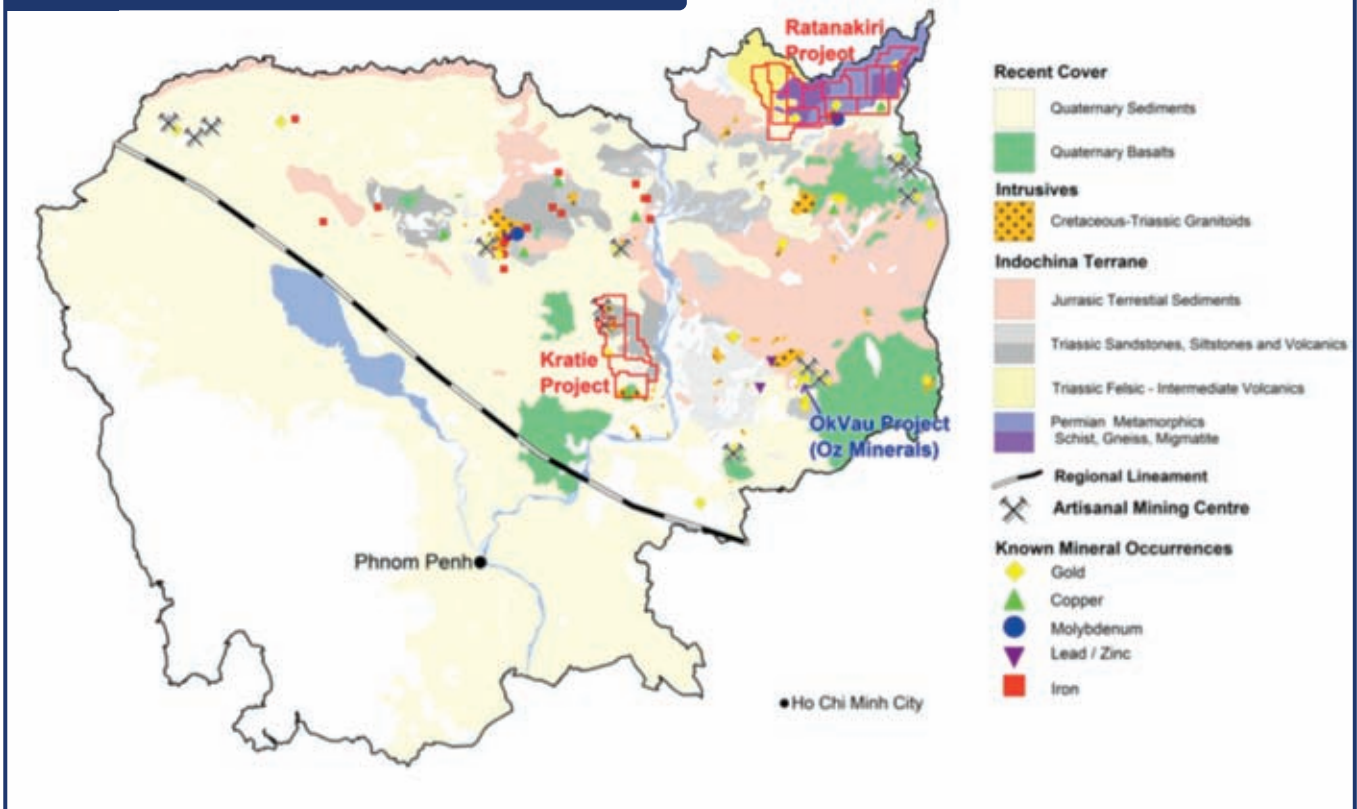 Ratanakiri
Project
Kratie
Project
OkVau Project
(Oz Minerals)
Phnom Penh
Ho Chi Minh City
Recent Cover
Quaternary Sediments
Quaternary Basalts
Intrusives
Cretaceous-Triassic Granitoids
Indochina Terrane
Jurrasic Terrestial Sediments
Triassic Sandstones, Siltstones and Volcanics
Triassic Felsic - Intermediate Volcanics
Permian Metamorphics
Schist, Gneiss, Migmatite
Regional Lineament
Artisanal Mining Centre
Known Mineral Occurrences
Gold
Copper
Molybdenum
Lead / Zinc
Iron